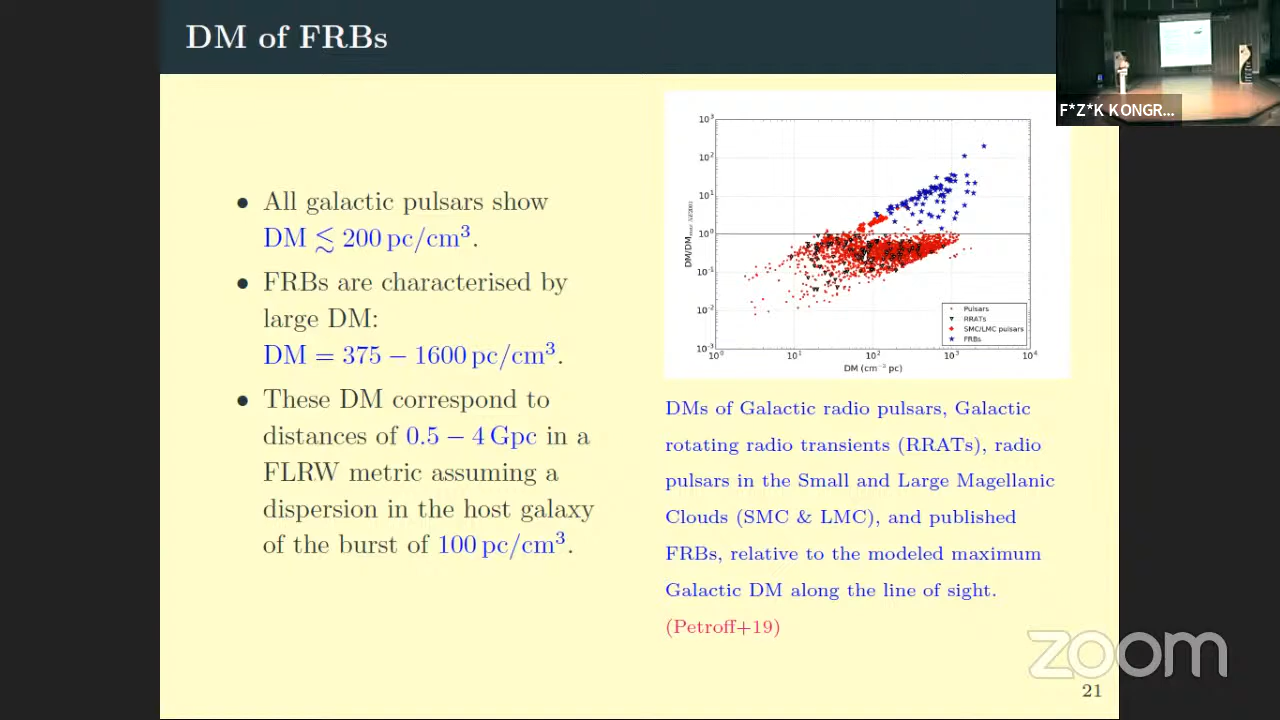 DM of FRBs
F*Z*K KONGR...
• All galactic pulsars show
DM ≲ 200 pc/cm³.
• FRBs are characterised by
large DM:
DM = 375 − 1600 pc/cm³.
• These DM correspond to
distances of 0.5 − 4 Gpc in a
FLRW metric assuming a
dispersion in the host galaxy
of the burst of 100 pc/cm³.
10³
10²
10¹
10⁰
10⁻¹
10⁻²
10⁻³
10⁰ 10¹ 10² 10³ 10⁴
DM (cm⁻³ pc)
Pulsars
RRATs
SMC/LMC pulsars
FRBs
DMs of Galactic radio pulsars, Galactic
rotating radio transients (RRATs), radio
pulsars in the Small and Large Magellanic
Clouds (SMC & LMC), and published
FRBs, relative to the modeled maximum
Galactic DM along the line of sight.
(Petroff+19)
zoom
21